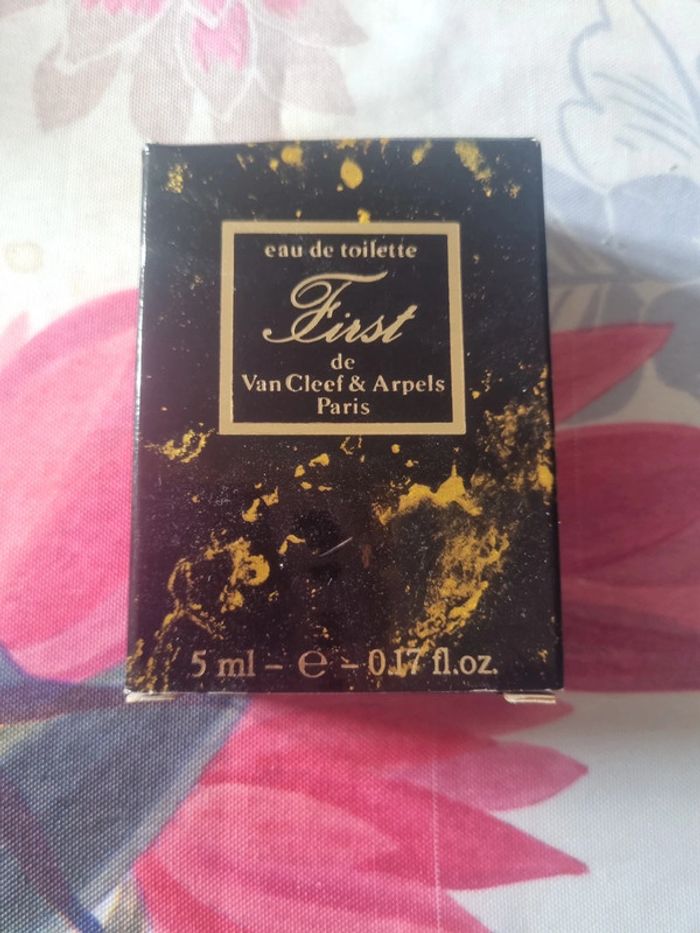 eau de toilette
First
de
Van Cleef & Arpels
Paris
5 ml – e – 0.17 fl.oz.